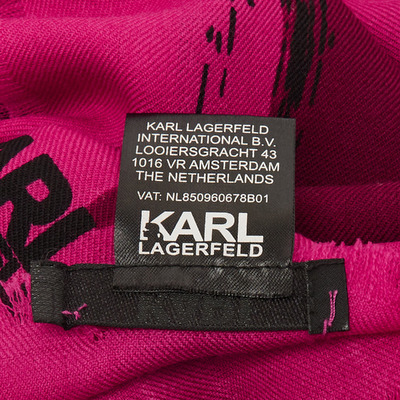 KARL LAGERFELD
INTERNATIONAL B.V.
LOOIERSGRACHT 43
1016 VR AMSTERDAM
THE NETHERLANDS
VAT: NL850960678B01
KARL
LAGERFELD